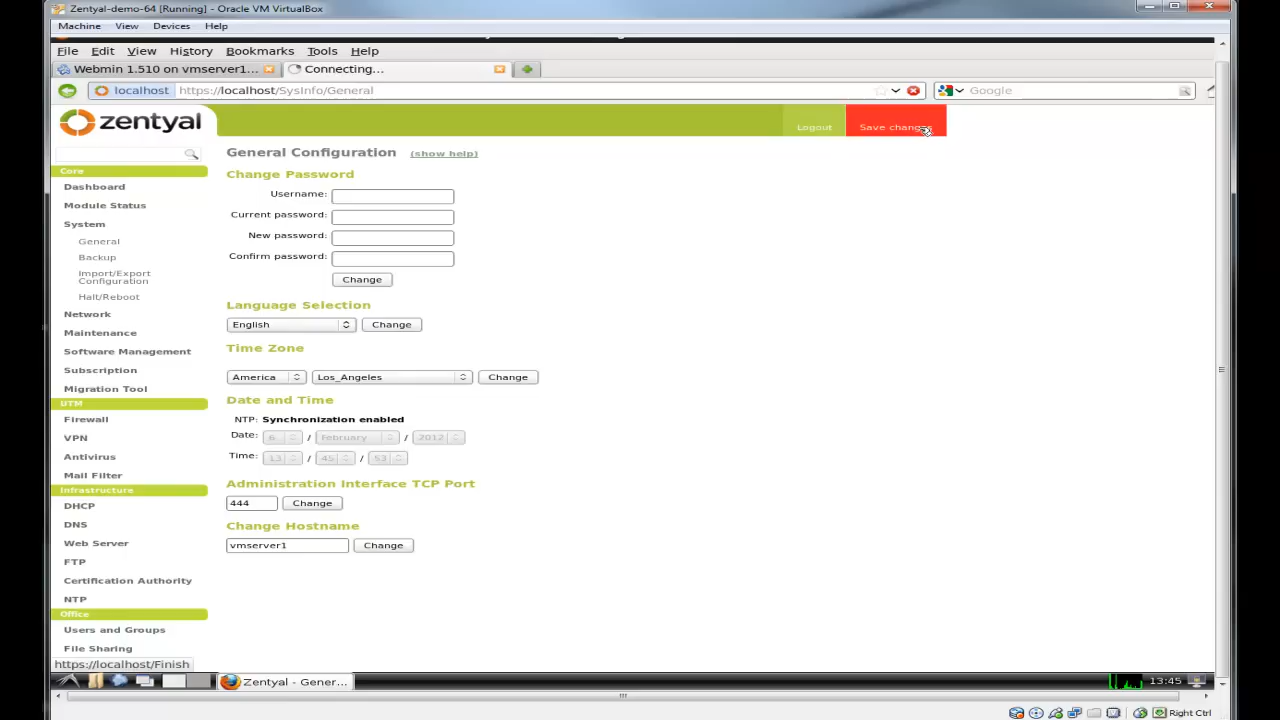 Zentyal-demo-64 [Running] - Oracle VM VirtualBox
Machine View Devices Help
File Edit View History Bookmarks Tools Help
Webmin 1.510 on vmserver1... Connecting...
localhost https://localhost/SysInfo/General Google
zentyal Logout
General Configuration (show help)
Core
Change Password
Dashboard
Username:
Module Status
Current password:
System
New password:
General
Backup
Confirm password:
Import/Export
Configuration
Change
Halt/Reboot
Language Selection
Network
English Change
Maintenance
Time Zone
Software Management
Subscription
America Los_Angeles Change
Migration Tool
UTM
Date and Time
Firewall
NTP: Synchronization enabled
VPN
Date: 6 / February / 2012
Antivirus
Time: 13 / 45 / 53
Mail Filter
Infrastructure
Administration Interface TCP Port
DHCP
444 Change
DNS
Change Hostname
Web Server
vmserver1 Change
FTP
Certification Authority
NTP
Office
Users and Groups
File Sharing
https://localhost/Finish
Zentyal - Gener... 13:45
Right Ctrl